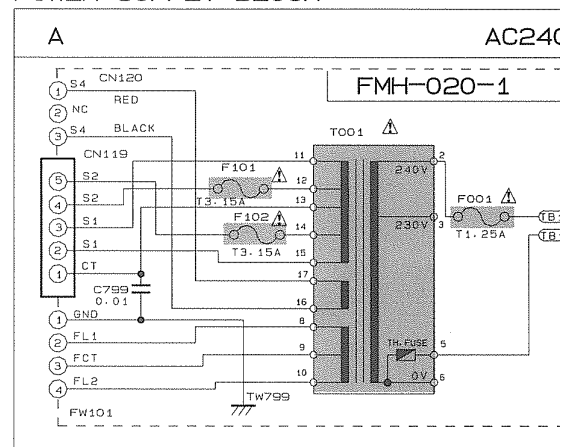 A AC240
FMH-020-1
CN120
1 S4
RED
2 NC
3 S4 BLACK
CN119
5 S2
4 S2
3 S1
2 S1
1 CT
C799
0.01
1 GND
2 FL1
3 FCT
4 FL2
FW101
TW799
F101
T3.15A
F102
T3.15A
T001
11
12
13
14
15
17
16
8
9
10
240V 2
230V 3
TH.FUSE 5
0V 6
F001
T1.25A
TB
TB